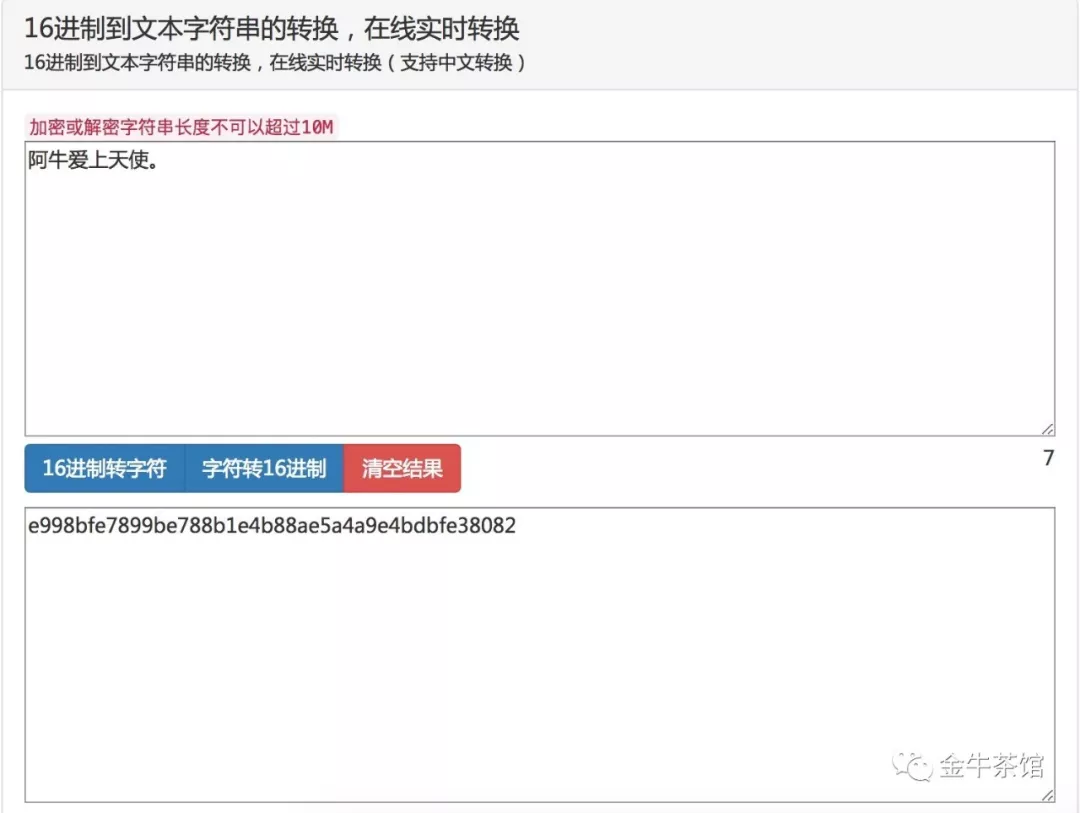 16进制到文本字符串的转换，在线实时转换
16进制到文本字符串的转换，在线实时转换（支持中文转换）
加密或解密字符串长度不可以超过10M
阿牛爱上天使。
16进制转字符 字符转16进制 清空结果 7
e998bfe7899be788b1e4b88ae5a4a9e4bdbfe38082
金牛茶馆